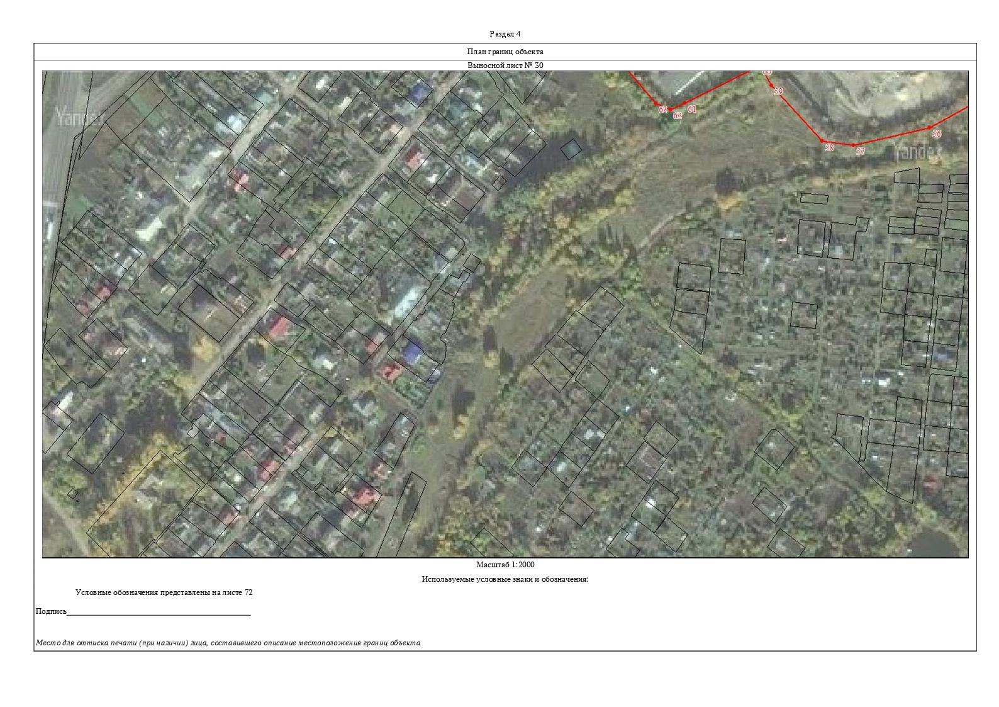 Раздел 4
План границ объекта
Выносной лист № 30
60
59
63
62
61
Yandex
56
58
57
Yandex
Масштаб 1:2000
Используемые условные знаки и обозначения:
Условные обозначения представлены на листе 72
Подпись
Место для оттиска печати (при наличии) лица, составившего описание местоположения границ объекта